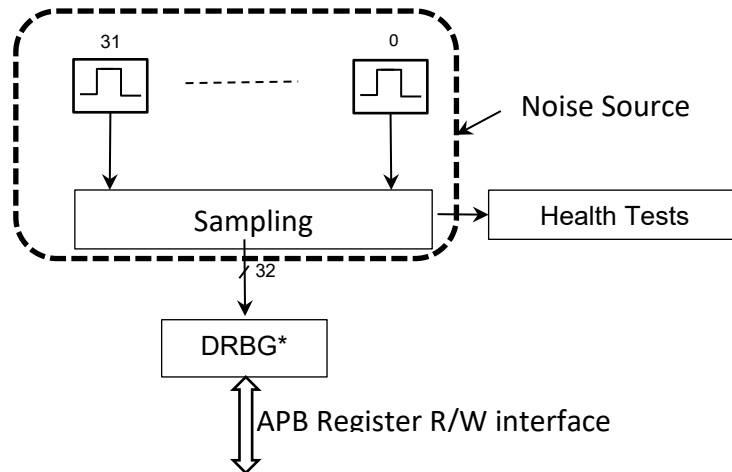 31
0
Noise Source
Sampling
Health Tests
32
DRBG*
APB Register R/W interface